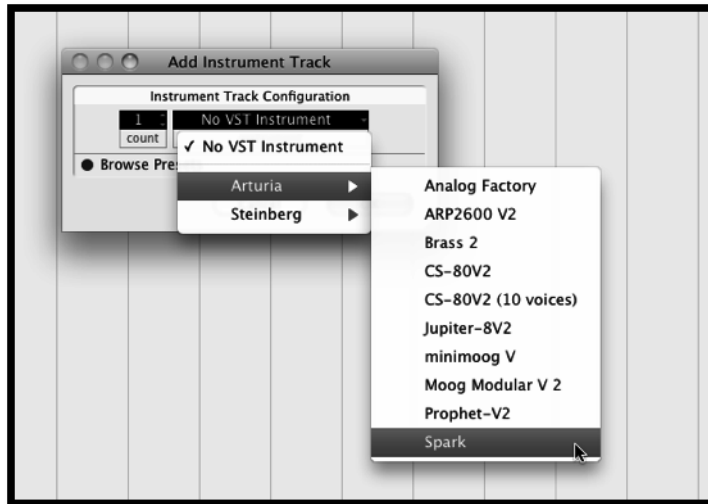 Add Instrument Track
Instrument Track Configuration
1 No VST Instrument
count
✓ No VST Instrument
Browse Pre
Arturia
Steinberg
Analog Factory
ARP2600 V2
Brass 2
CS-80V2
CS-80V2 (10 voices)
Jupiter-8V2
minimoog V
Moog Modular V 2
Prophet-V2
Spark